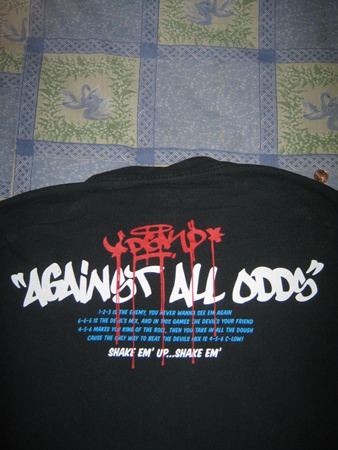 "AGAINST ALL ODDS"
1-2-3 IS THE ENEMY, YOU NEVER WANNA SEE EM AGAIN
6-6-6 IS THE DEVIL'S MIX, AND IN THIS GAMES THE DEVIL'S YOUR FRIEND
4-5-6 MAKES YOU KING OF THE ROLL, THEN YOU TAKE IN ALL THE DOUGH
CAUSE THE ONLY WAY TO BEAT THE DEVILS MIX IS 4-5-6 C-LOW!
SHAKE EM' UP...SHAKE EM'